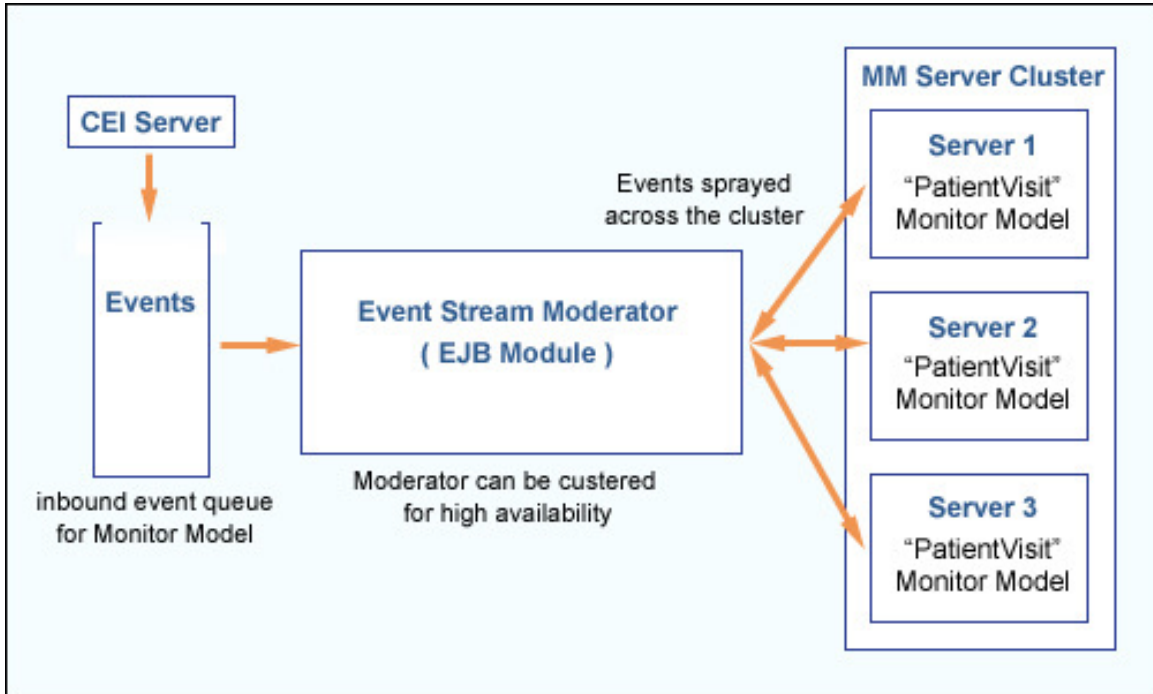 CEI Server
Events
inbound event queue
for Monitor Model
Event Stream Moderator
( EJB Module )
Moderator can be custered
for high availability
Events sprayed
across the cluster
MM Server Cluster
Server 1
“PatientVisit”
Monitor Model
Server 2
“PatientVisit”
Monitor Model
Server 3
“PatientVisit”
Monitor Model